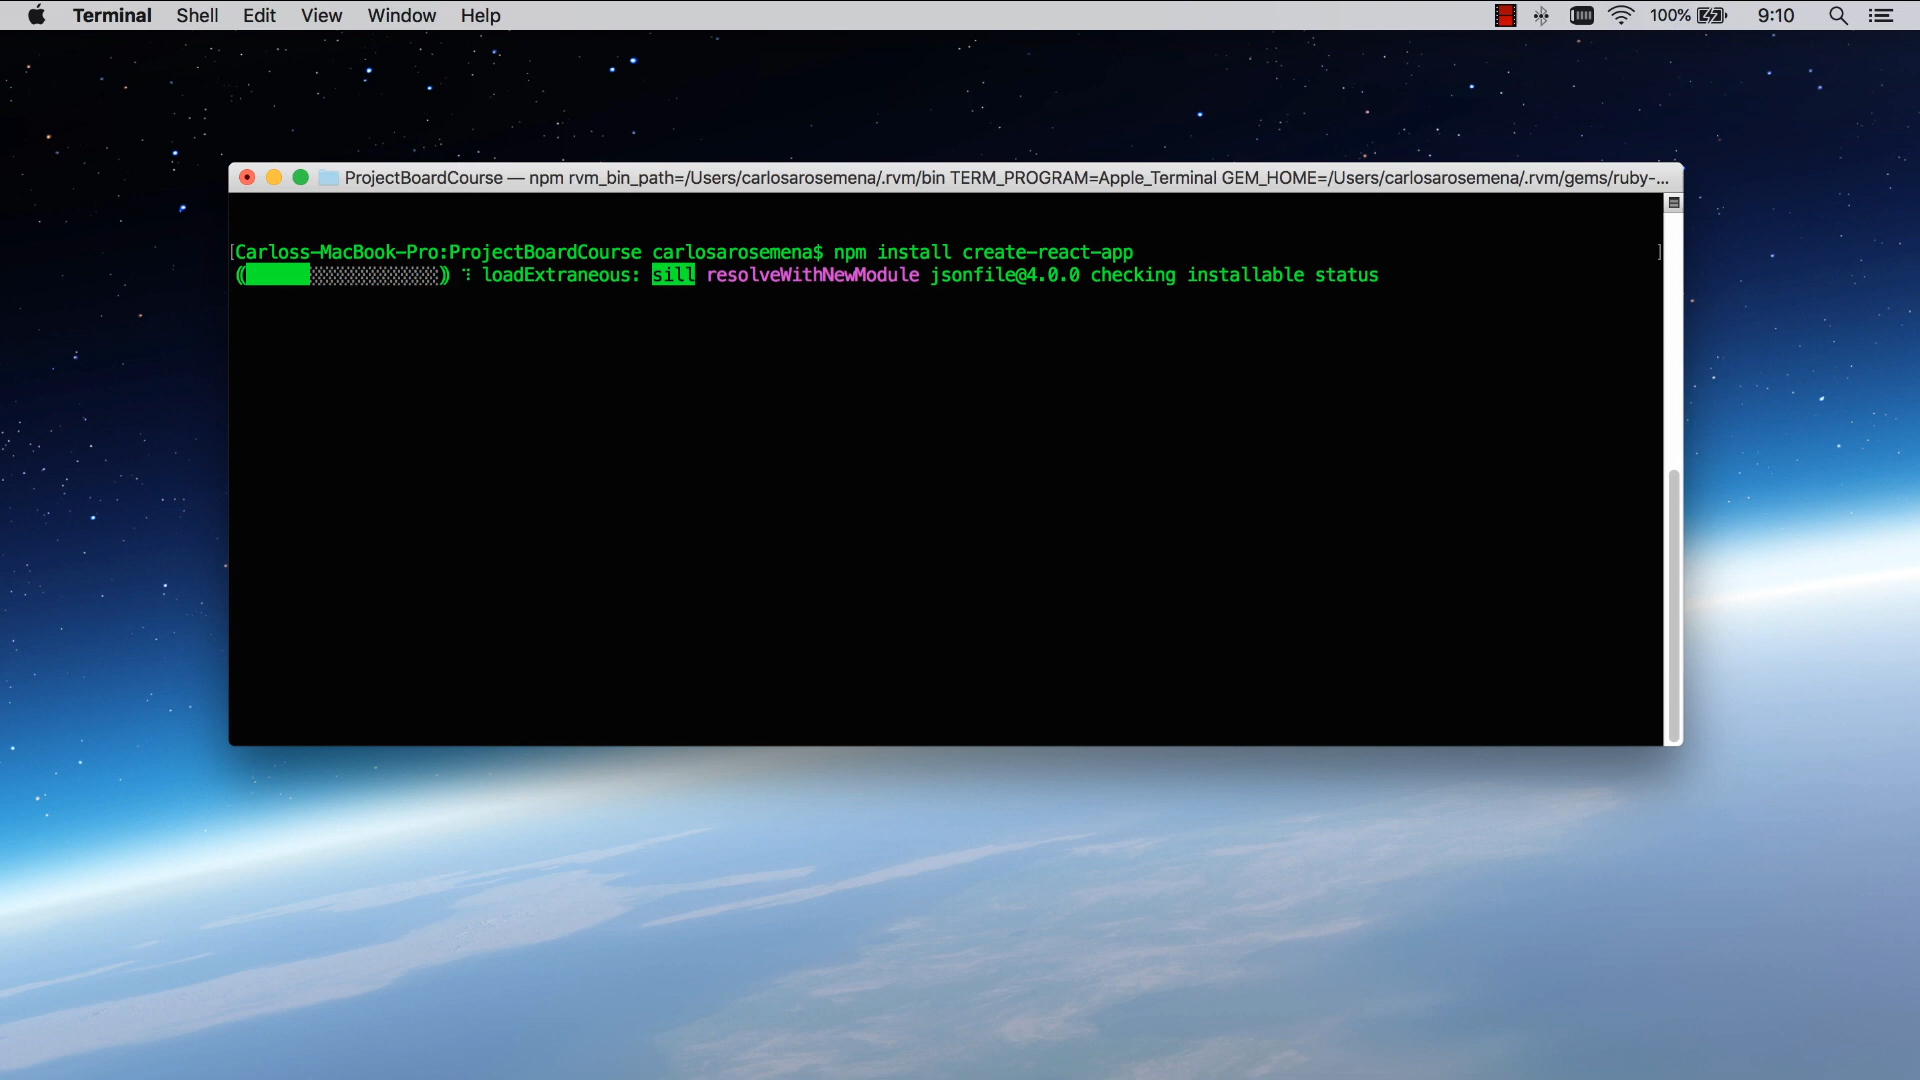 Terminal Shell Edit View Window Help 100% 9:10
ProjectBoardCourse — npm rvm_bin_path=/Users/carlosarosemena/.rvm/bin TERM_PROGRAM=Apple_Terminal GEM_HOME=/Users/carlosarosemena/.rvm/gems/ruby-...
[Carloss-MacBook-Pro:ProjectBoardCourse carlosarosemena$ npm install create-react-app ]
(░░░░░░░░░░░░) ⠹ loadExtraneous: sill resolveWithNewModule jsonfile@4.0.0 checking installable status